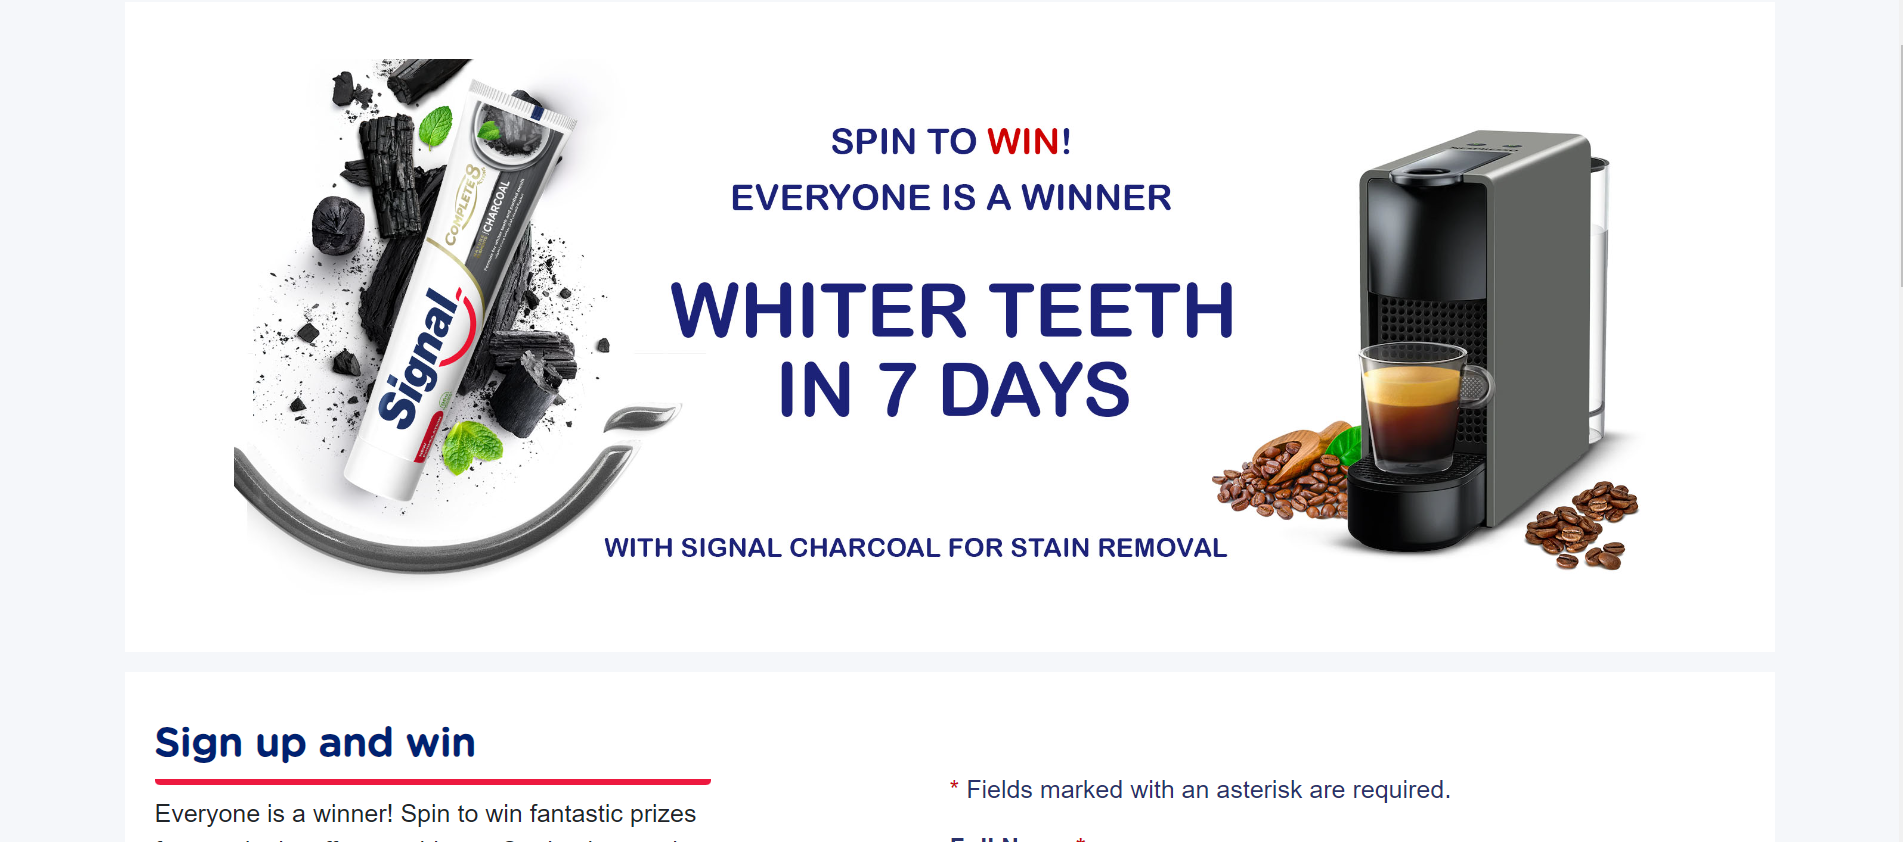 SPIN TO WIN!
EVERYONE IS A WINNER
WHITER TEETH
IN 7 DAYS
WITH SIGNAL CHARCOAL FOR STAIN REMOVAL
COMPLETE 8
CHARCOAL
Signal
Sign up and win
Everyone is a winner! Spin to win fantastic prizes
* Fields marked with an asterisk are required.